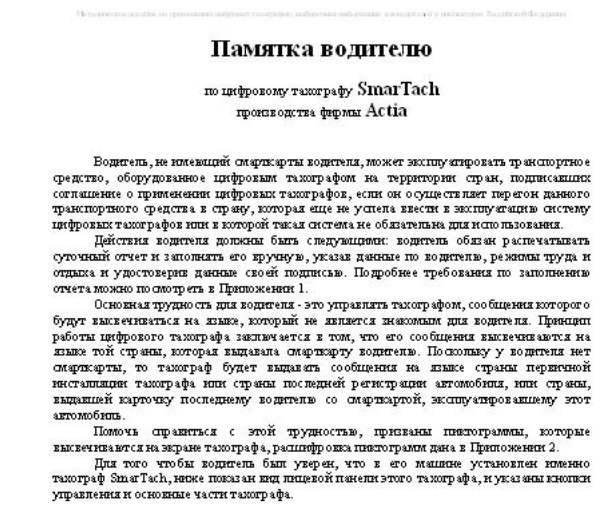 Методическое пособие по применению цифровых тахографов;
Памятка водителю
по цифровому тахографу SmarTach
производства фирмы Actia
Водитель, не имеющий смарткарты водителя, может эксплуатировать транспортное
средство, оборудованное цифровым тахографом на территории стран, подписавших
соглашение о применении цифровых тахографов, если он осуществляет перегон данного
транспортного средства в страну, которая еще не успела ввести в эксплуатацию систему
цифровых тахографов или в которой такая система не обязательна для использования.
Действия водителя должны быть следующими: водитель обязан распечатывать
суточный отчет и заполнять его вручную, указав данные по водителю, режимы труда и
отдыха и удостоверив данные своей подписью. Подробнее требования по заполнению
отчета можно посмотреть в Приложении 1.
Основная трудность для водителя - это управлять тахографом, сообщения которого
будут высвечиваться на языке, который не является знакомым для водителя. Принцип
работы цифрового тахографа заключается в том, что его сообщения высвечиваются на
языке той страны, которая выдавала смарткарту водителю. Поскольку у водителя нет
смарткарты, то тахограф будет выдавать сообщения на языке страны первичной
инсталляции тахографа или страны последней регистрации автомобиля, или страны,
выдавшей карточку последнему водителю со смарткартой, эксплуатировавшему этот
автомобиль.
Помочь справиться с этой трудностью, призваны пиктограммы, которые
высвечиваются на экране тахографа, расшифровка пиктограмм дана в Приложении 2.
Для того чтобы водитель был уверен, что в его машине установлен именно
тахограф SmarTach, ниже показан вид лицевой панели этого тахографа, и указаны кнопки
управления и основные части тахографа.